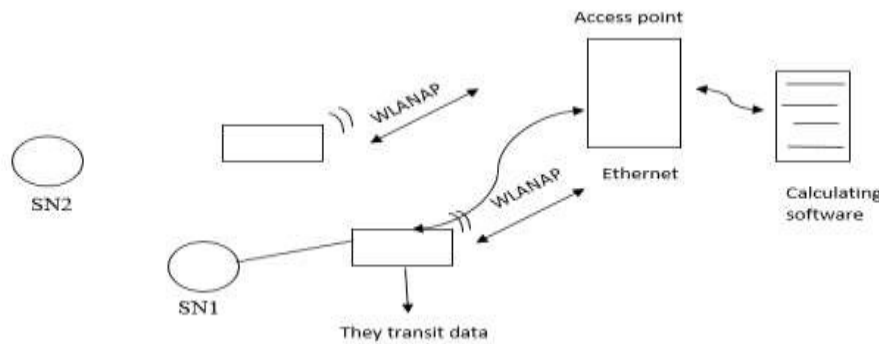 Access point
WLANAP
SN2
Ethernet
WLANAP
Calculating
software
SN1
They transit data